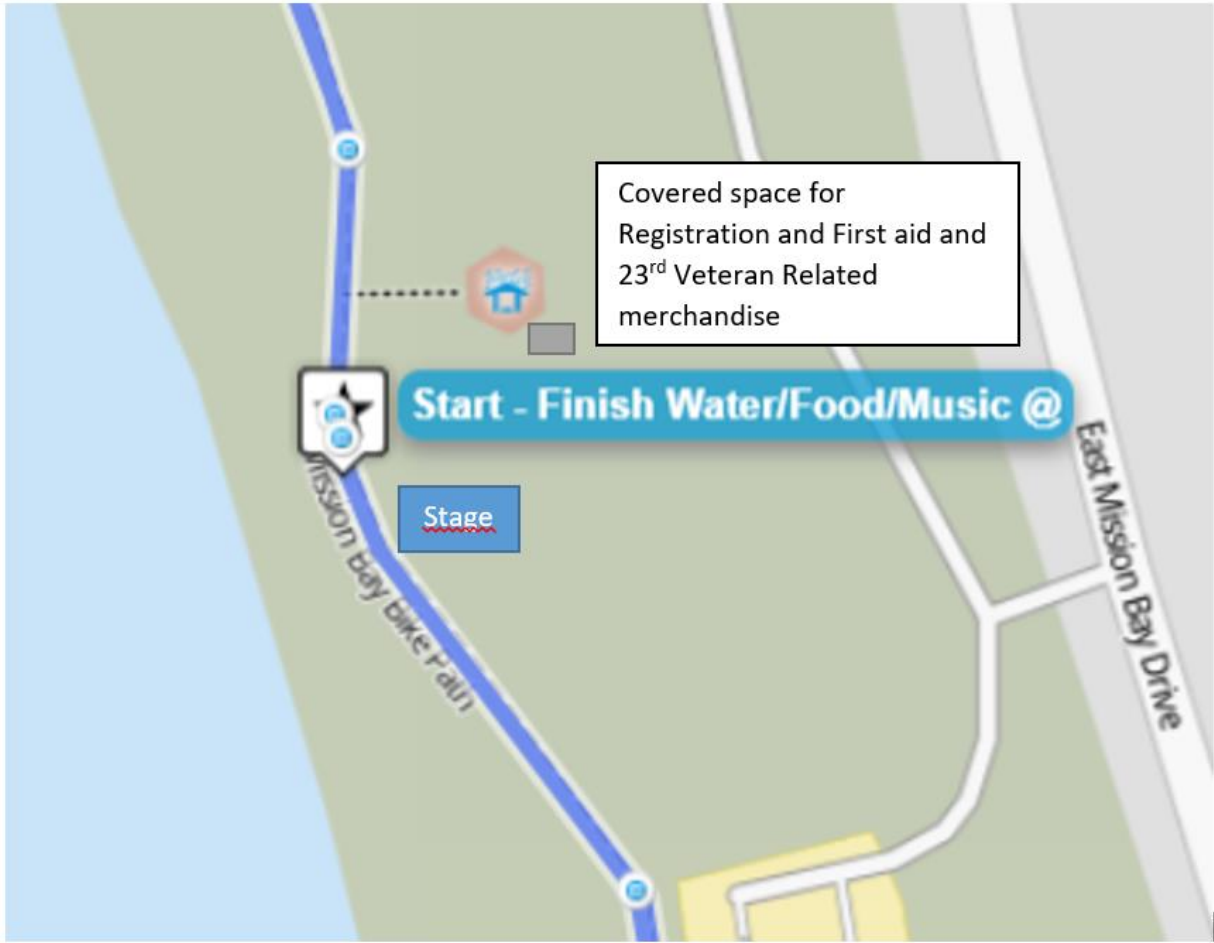 Covered space for
Registration and First aid and
23rd Veteran Related
merchandise
Start - Finish Water/Food/Music @
Stage
Mission Bay Bike Path
East Mission Bay Drive